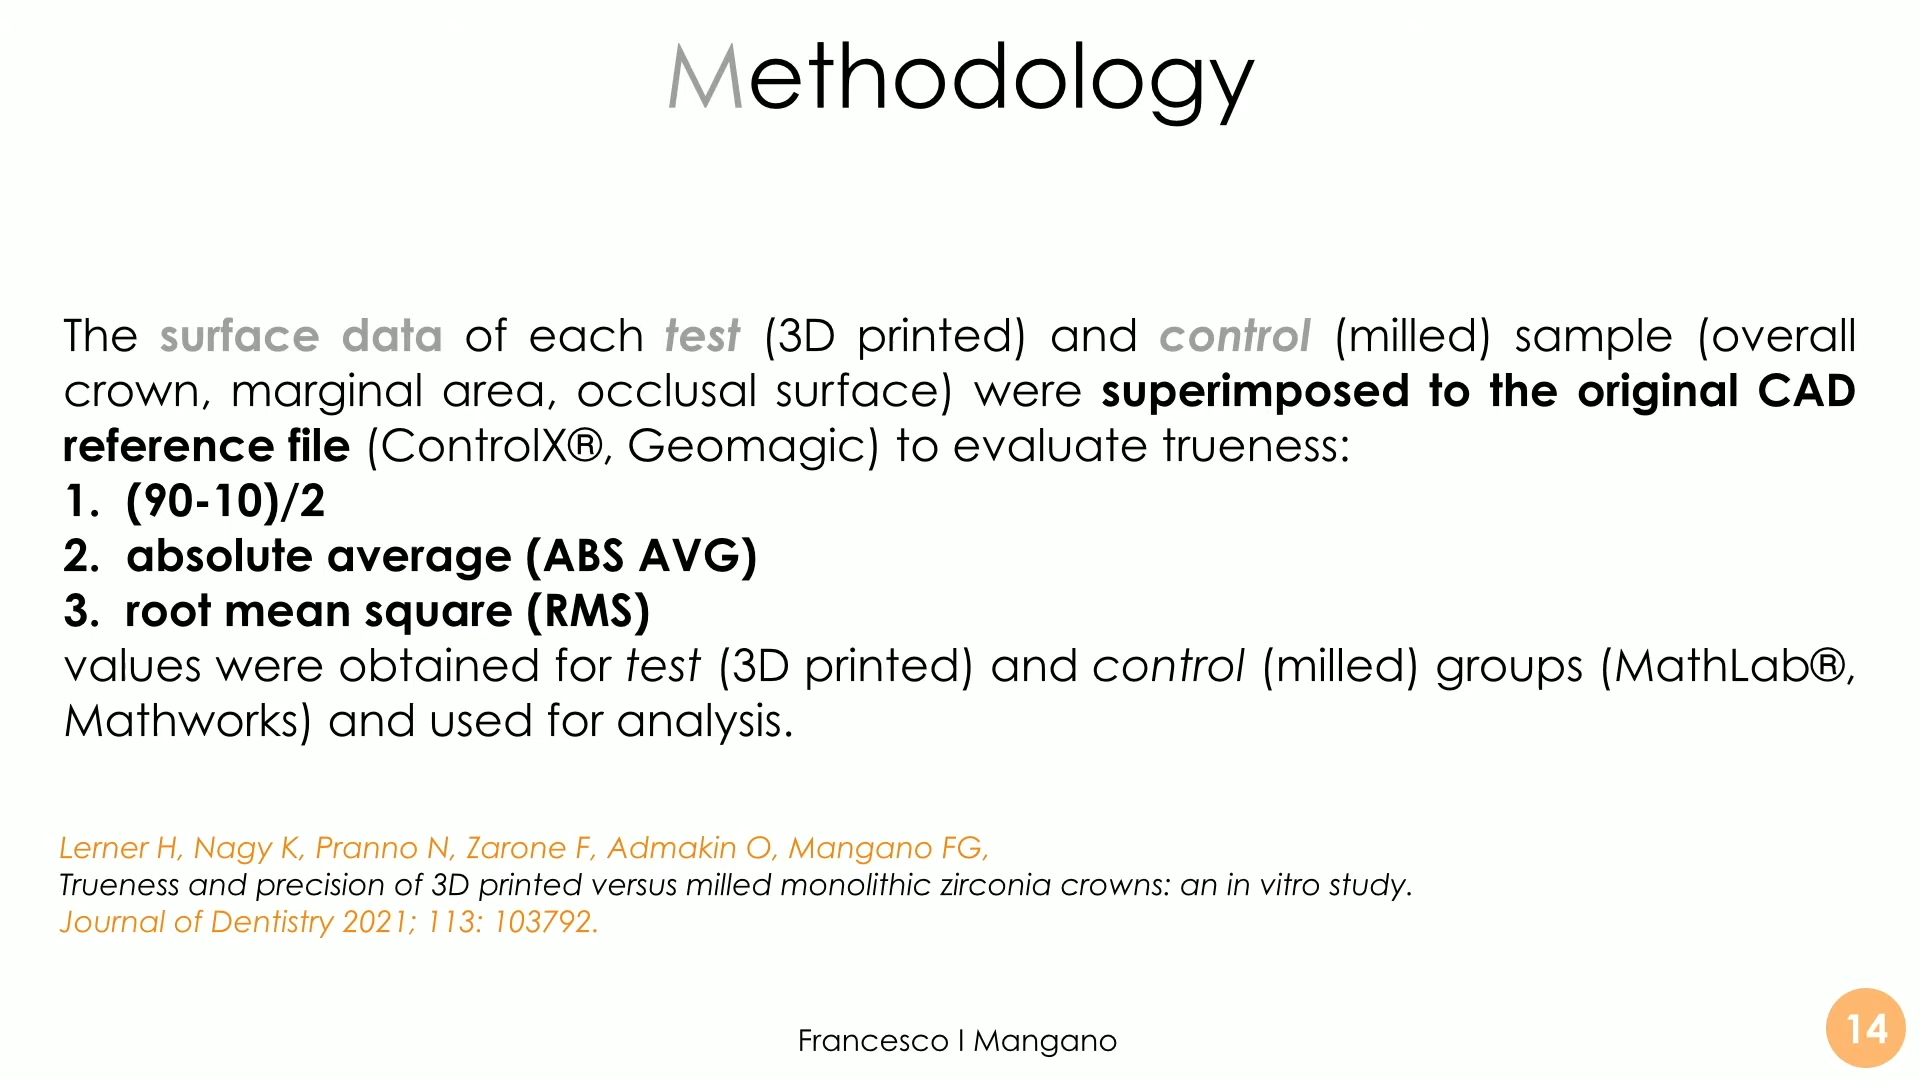 Methodology
The surface data of each test (3D printed) and control (milled) sample (overall
crown, marginal area, occlusal surface) were superimposed to the original CAD
reference file (ControlX®, Geomagic) to evaluate trueness:
1. (90-10)/2
2. absolute average (ABS AVG)
3. root mean square (RMS)
values were obtained for test (3D printed) and control (milled) groups (MathLab®,
Mathworks) and used for analysis.
Lerner H, Nagy K, Pranno N, Zarone F, Admakin O, Mangano FG,
Trueness and precision of 3D printed versus milled monolithic zirconia crowns: an in vitro study.
Journal of Dentistry 2021; 113: 103792.
Francesco I Mangano
14